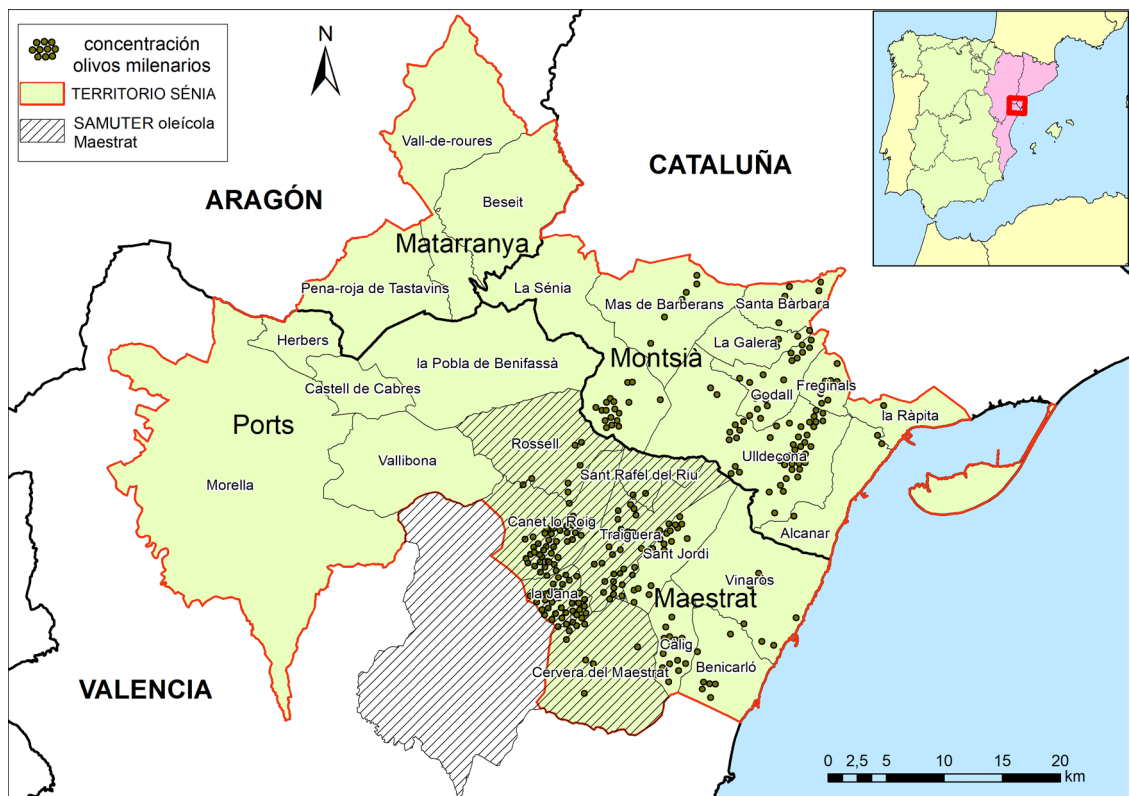 concentración
olivos milenarios
TERRITORIO SÉNIA
SAMUTER oleícola
Maestrat
N
ARAGÓN
CATALUÑA
VALENCIA
Vall-de-roures
Beseit
Matarranya
Pena-roja de Tastavins
La Sénia
Mas de Barberans
Santa Bàrbara
Herbers
la Pobla de Benifassà
La Galera
Montsià
Castell de Cabres
Godall
Freginals
la Ràpita
Ports
Rossell
Ulldecona
Vallibona
Sant Rafel del Riu
Morella
Canet lo Roig
Traiguera
Alcanar
Sant Jordi
Vinaròs
la Jana
Maestrat
Càlig
Benicarló
Cervera del Maestrat
0 2,5 5 10 15 20
km